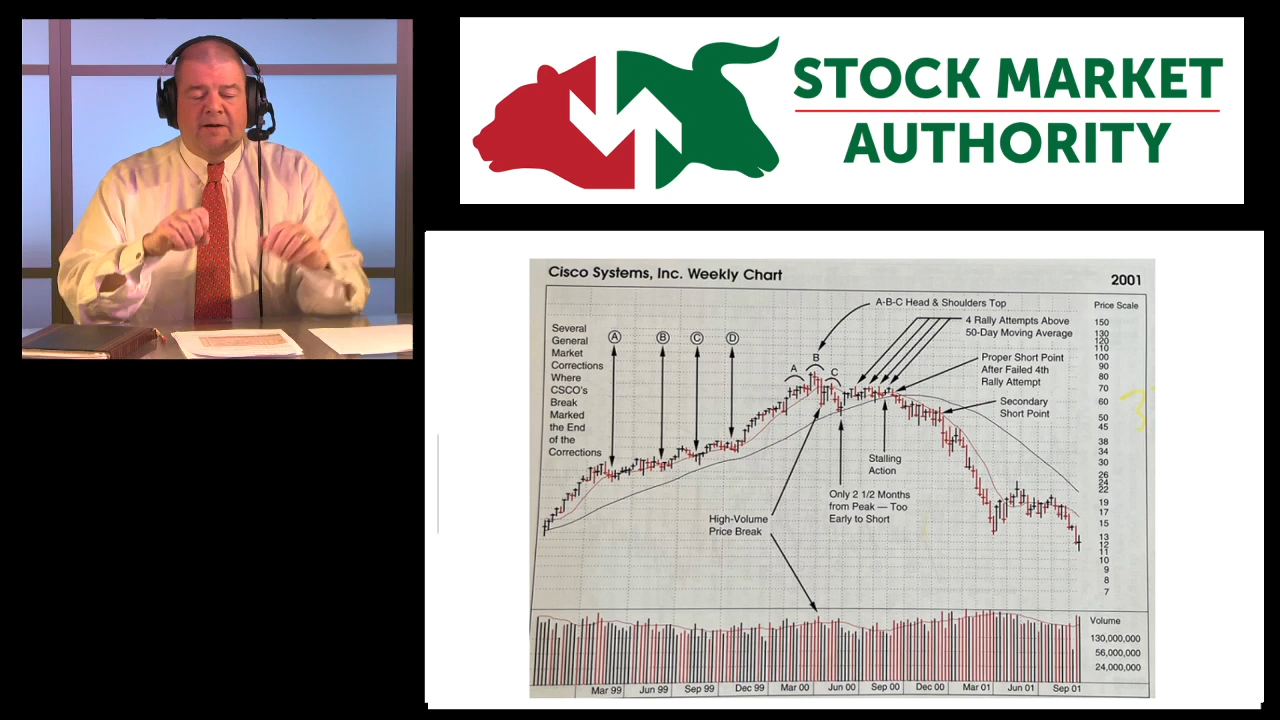 STOCK MARKET
AUTHORITY
Cisco Systems, Inc. Weekly Chart
2001
A-B-C Head & Shoulders Top
Price Scale
Several
General
Market
Corrections
Where
CSCO's
Break
Marked
the End
of the
Corrections
A
B
C
D
4 Rally Attempts Above
50-Day Moving Average
A
B
C
Proper Short Point
After Failed 4th
Rally Attempt
Secondary
Short Point
Stalling
Action
Only 2 1/2 Months
from Peak — Too
Early to Short
High-Volume
Price Break
150
130
120
110
100
90
80
70
60
50
45
38
34
30
26
24
22
19
17
15
13
12
11
10
9
8
7
Volume
130,000,000
56,000,000
24,000,000
Mar 99 Jun 99 Sep 99 Dec 99 Mar 00 Jun 00 Sep 00 Dec 00 Mar 01 Jun 01 Sep 01